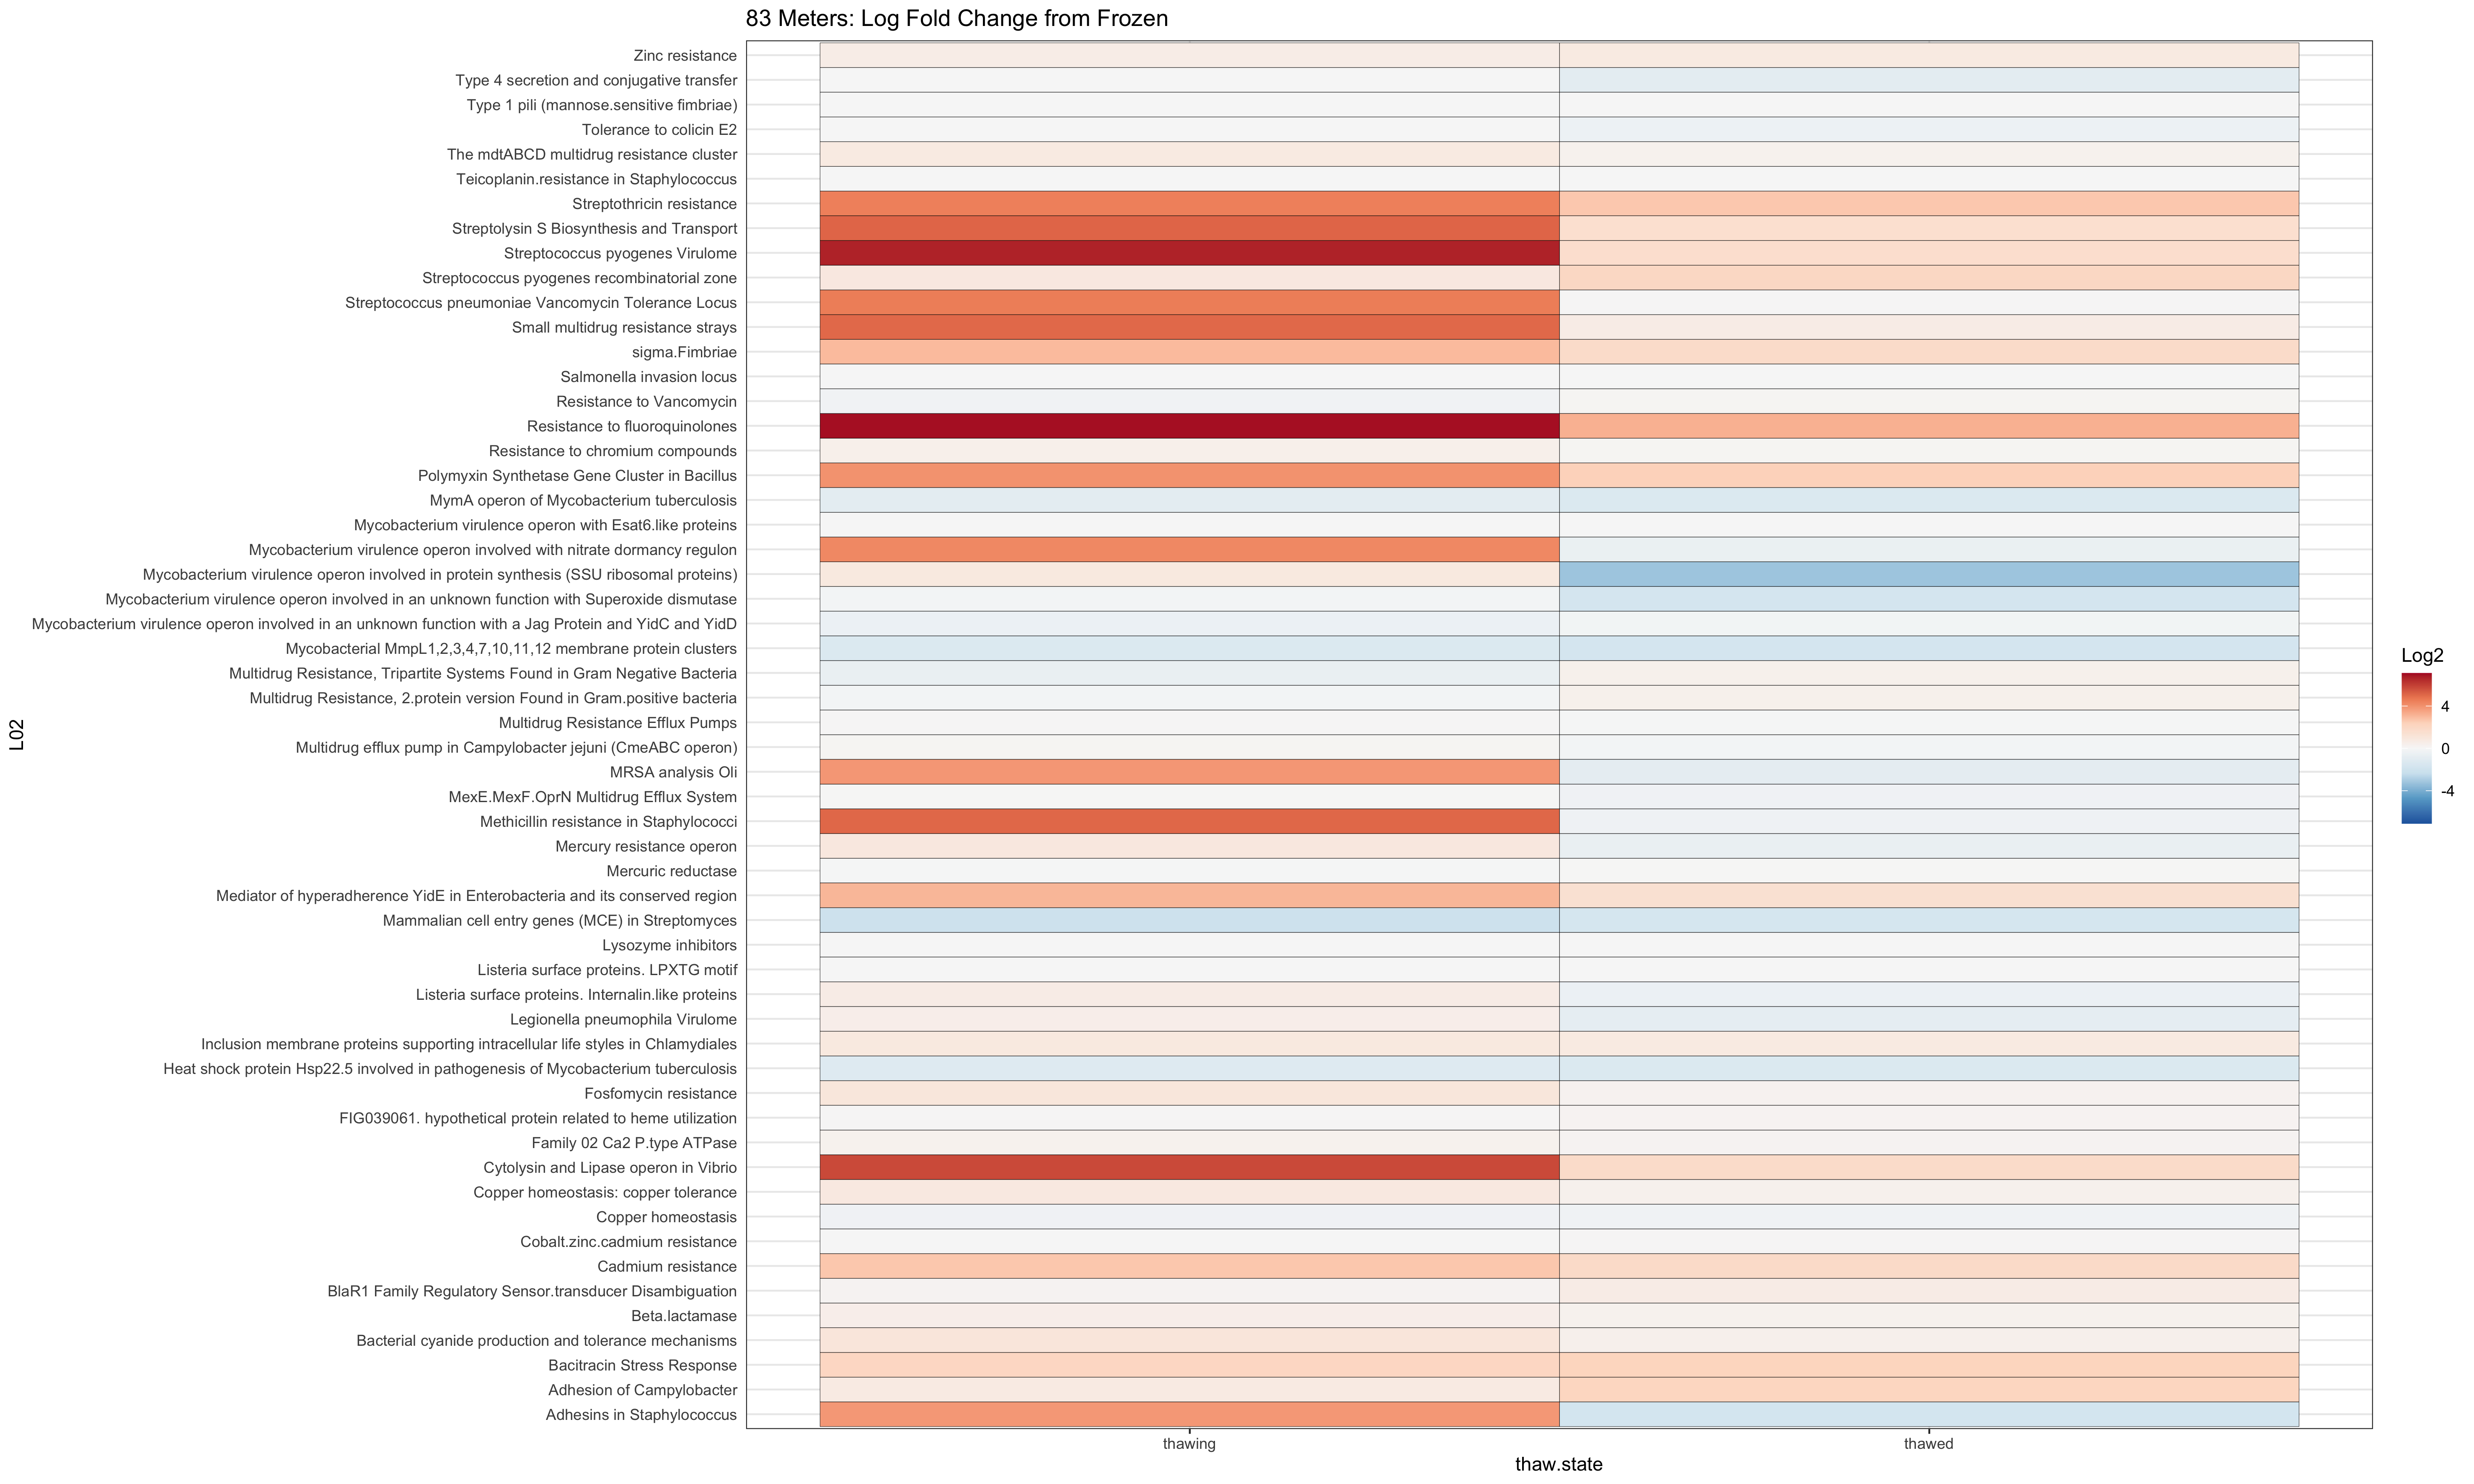 83 Meters: Log Fold Change from Frozen
Zinc resistance
Type 4 secretion and conjugative transfer
Type 1 pili (mannose.sensitive fimbriae)
Tolerance to colicin E2
The mdtABCD multidrug resistance cluster
Teicoplanin.resistance in Staphylococcus
Streptothricin resistance
Streptolysin S Biosynthesis and Transport
Streptococcus pyogenes Virulome
Streptococcus pyogenes recombinatorial zone
Streptococcus pneumoniae Vancomycin Tolerance Locus
Small multidrug resistance strays
sigma.Fimbriae
Salmonella invasion locus
Resistance to Vancomycin
Resistance to fluoroquinolones
Resistance to chromium compounds
Polymyxin Synthetase Gene Cluster in Bacillus
MymA operon of Mycobacterium tuberculosis
Mycobacterium virulence operon with Esat6.like proteins
Mycobacterium virulence operon involved with nitrate dormancy regulon
Mycobacterium virulence operon involved in protein synthesis (SSU ribosomal proteins)
Mycobacterium virulence operon involved in an unknown function with Superoxide dismutase
Mycobacterium virulence operon involved in an unknown function with a Jag Protein and YidC and YidD
Mycobacterial MmpL1,2,3,4,7,10,11,12 membrane protein clusters
Multidrug Resistance, Tripartite Systems Found in Gram Negative Bacteria
Multidrug Resistance, 2.protein version Found in Gram.positive bacteria
Multidrug Resistance Efflux Pumps
Multidrug efflux pump in Campylobacter jejuni (CmeABC operon)
MRSA analysis Oli
MexE.MexF.OprN Multidrug Efflux System
Methicillin resistance in Staphylococci
Mercury resistance operon
Mercuric reductase
Mediator of hyperadherence YidE in Enterobacteria and its conserved region
Mammalian cell entry genes (MCE) in Streptomyces
Lysozyme inhibitors
Listeria surface proteins. LPXTG motif
Listeria surface proteins. Internalin.like proteins
Legionella pneumophila Virulome
Inclusion membrane proteins supporting intracellular life styles in Chlamydiales
Heat shock protein Hsp22.5 involved in pathogenesis of Mycobacterium tuberculosis
Fosfomycin resistance
FIG039061. hypothetical protein related to heme utilization
Family 02 Ca2 P.type ATPase
Cytolysin and Lipase operon in Vibrio
Copper homeostasis: copper tolerance
Copper homeostasis
Cobalt.zinc.cadmium resistance
Cadmium resistance
BlaR1 Family Regulatory Sensor.transducer Disambiguation
Beta.lactamase
Bacterial cyanide production and tolerance mechanisms
Bacitracin Stress Response
Adhesion of Campylobacter
Adhesins in Staphylococcus
L02
thawing
thawed
thaw.state
Log2
4
0
-4